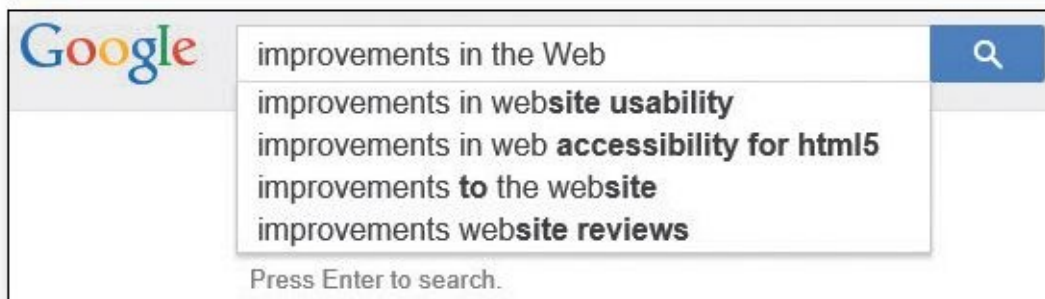 Google
improvements in the Web
improvements in website usability
improvements in web accessibility for html5
improvements to the website
improvements website reviews
Press Enter to search.